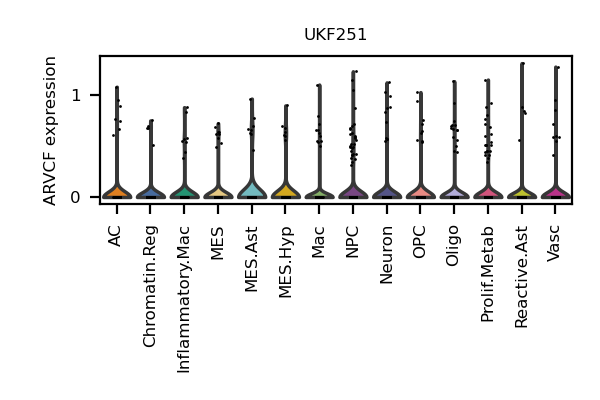 UKF251
ARVCF expression
1
0
AC
Chromatin.Reg
Inflammatory.Mac
MES
MES.Ast
MES.Hyp
Mac
NPC
Neuron
OPC
Oligo
Prolif.Metab
Reactive.Ast
Vasc